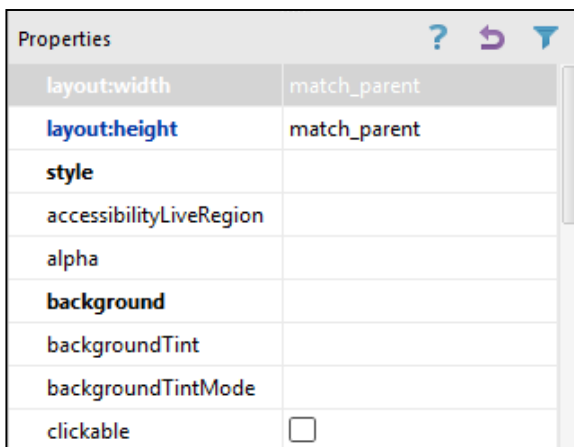 Properties ?
layout:width match_parent
layout:height match_parent
style
accessibilityLiveRegion
alpha
background
backgroundTint
backgroundTintMode
clickable